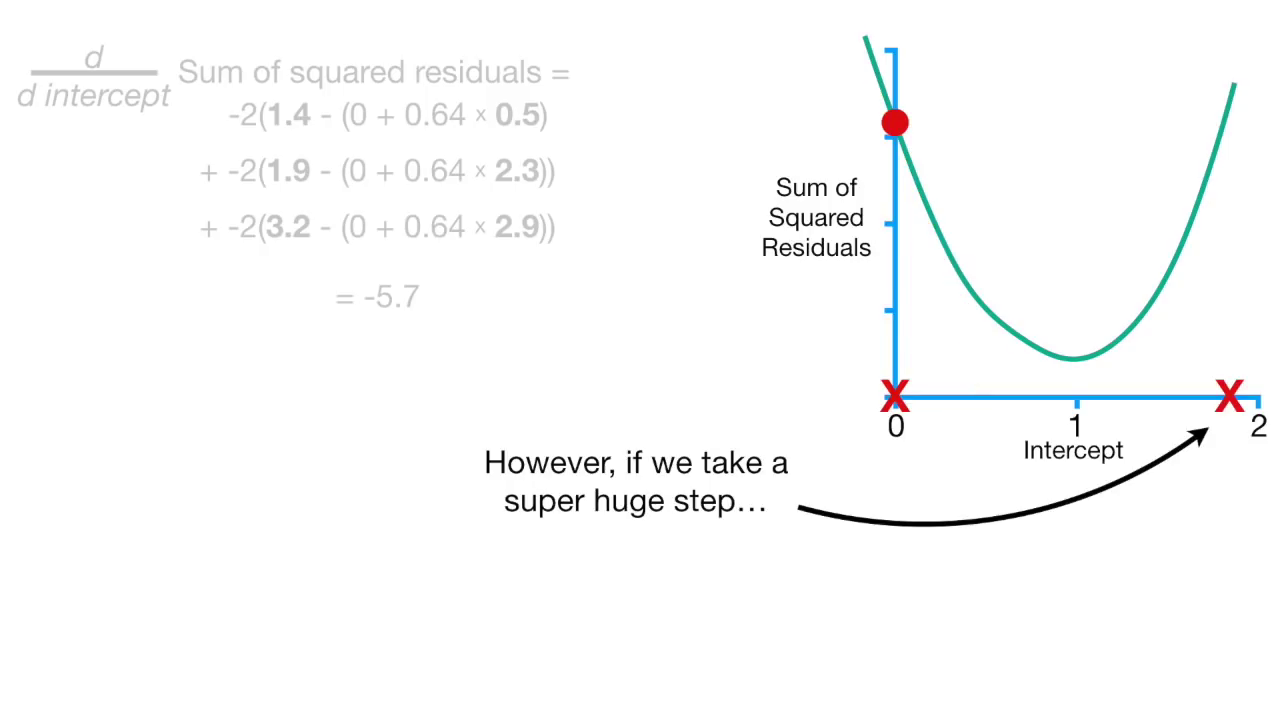 d
d intercept
Sum of squared residuals =
-2(1.4 - (0 + 0.64 × 0.5)
+ -2(1.9 - (0 + 0.64 × 2.3))
+ -2(3.2 - (0 + 0.64 × 2.9))
= -5.7
Sum of
Squared
Residuals
X X
0 1 2
Intercept
However, if we take a
super huge step…